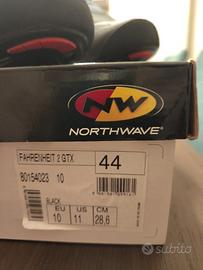 NW
NORTHWAVE®
FAHRENHEIT 2 GTX
44
80154023 10
BLACK
EU US CM
10 11 28,6
subito